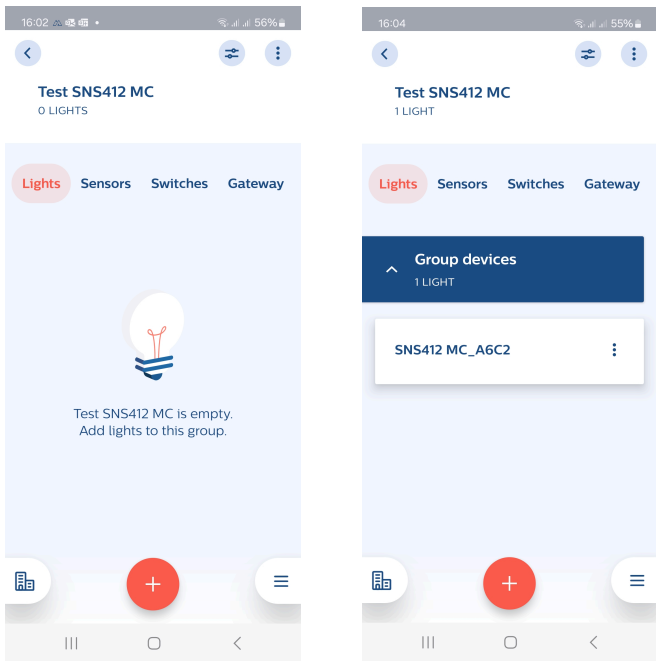 16:02
56%
Test SNS412 MC
0 LIGHTS
Lights Sensors Switches Gateway
Test SNS412 MC is empty.
Add lights to this group.
16:04
55%
Test SNS412 MC
1 LIGHT
Lights Sensors Switches Gateway
Group devices
1 LIGHT
SNS412 MC_A6C2